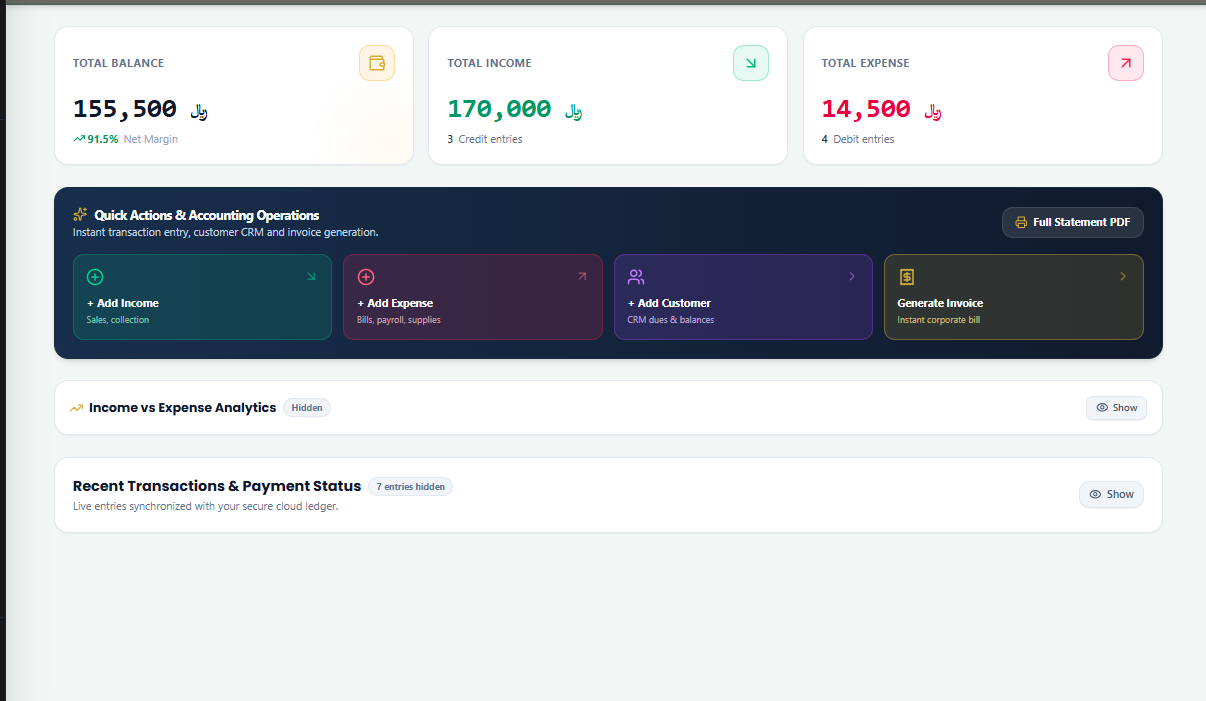 TOTAL BALANCE
155,500 ﷼
91.5% Net Margin
TOTAL INCOME
170,000 ﷼
3 Credit entries
TOTAL EXPENSE
14,500 ﷼
4 Debit entries
Quick Actions & Accounting Operations
Instant transaction entry, customer CRM and invoice generation.
Full Statement PDF
+ Add Income
Sales, collection
+ Add Expense
Bills, payroll, supplies
+ Add Customer
CRM dues & balances
Generate Invoice
Instant corporate bill
Income vs Expense Analytics Hidden
Show
Recent Transactions & Payment Status 7 entries hidden
Live entries synchronized with your secure cloud ledger.
Show